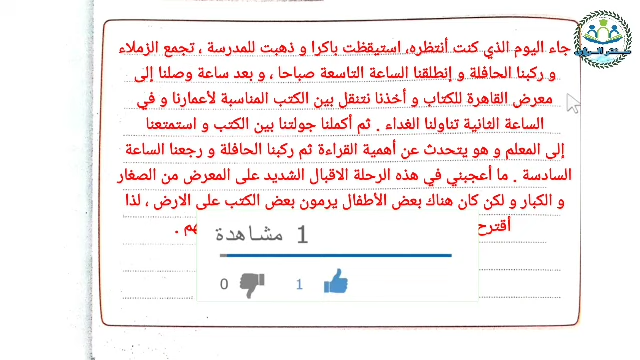 جاء اليوم الذي كنت أنتظره، استيقظت باكرا و ذهبت للمدرسة ، تجمع الزملاء
و ركبنا الحافلة و إنطلقنا الساعة التاسعة صباحا ، و بعد ساعة وصلنا إلى
معرض القاهرة للكتاب و أخذنا نتنقل بين الكتب المناسبة لأعمارنا و في
الساعة الثانية تناولنا الغداء . ثم أكملنا جولتنا بين الكتب و استمتعنا
إلى المعلم و هو يتحدث عن أهمية القراءة ثم ركبنا الحافلة و رجعنا الساعة
السادسة . ما أعجبني في هذه الرحلة الاقبال الشديد على المعرض من الصغار
و الكبار و لكن كان هناك بعض الأطفال يرمون بعض الكتب على الارض ، لذا
أقترح
1 مشاهدة
0 1